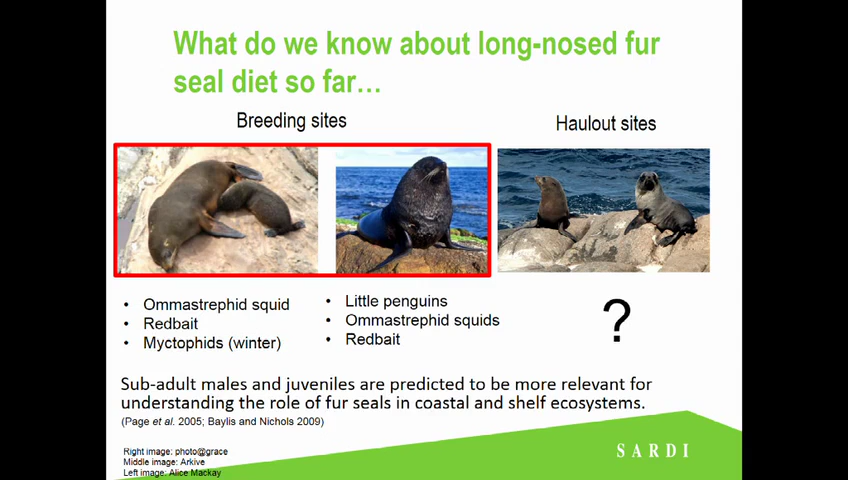 What do we know about long-nosed fur
seal diet so far…
Breeding sites
Haulout sites
• Ommastrephid squid
• Redbait
• Myctophids (winter)
• Little penguins
• Ommastrephid squids
• Redbait
?
Sub-adult males and juveniles are predicted to be more relevant for
understanding the role of fur seals in coastal and shelf ecosystems.
(Page et al. 2005; Baylis and Nichols 2009)
Right image: photo@grace
Middle image: Arkive
Left image: Alice Mackay
SARDI